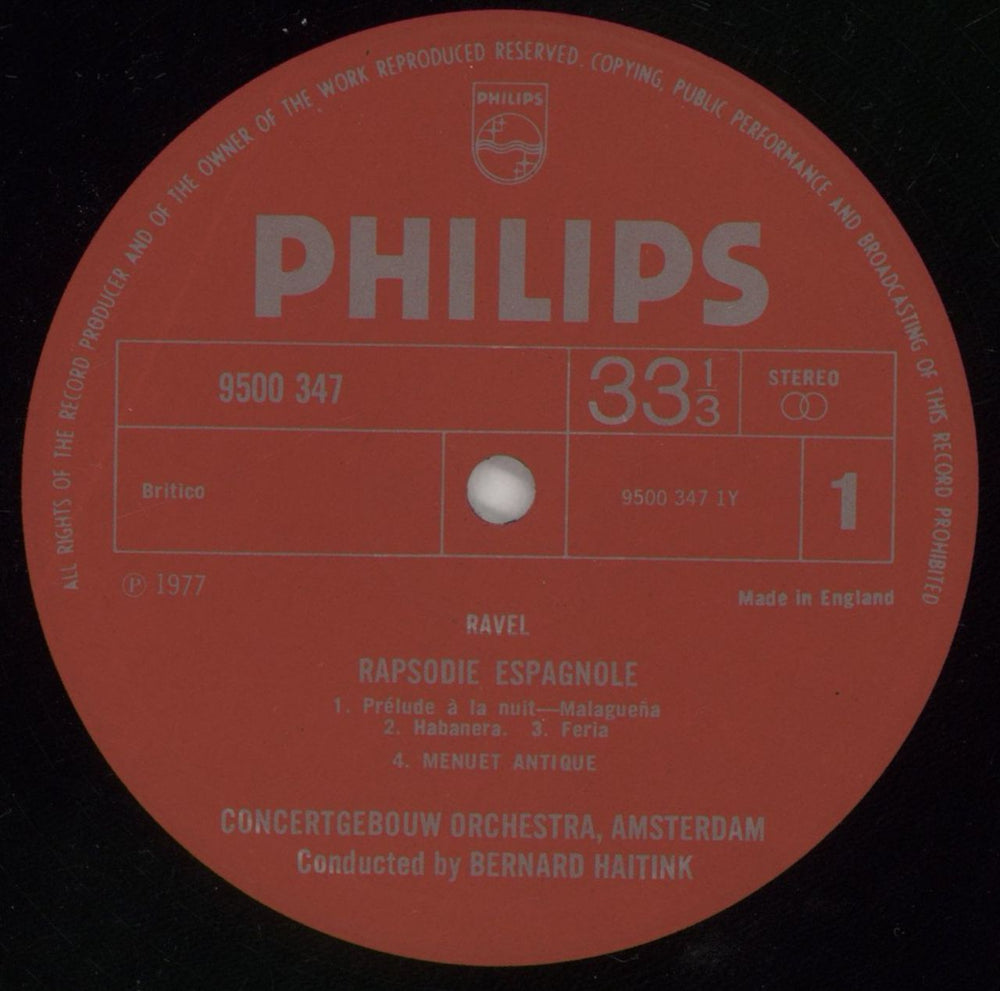 ALL RIGHTS OF THE RECORD PRODUCER AND OF THE OWNER OF THE WORK REPRODUCED RESERVED. COPYING, PUBLIC PERFORMANCE AND BROADCASTING OF THIS RECORD PROHIBITED
PHILIPS
PHILIPS
9500 347 33 1/3 STEREO
Britico 9500 347 1Y 1
Ⓟ 1977
Made in England
RAVEL
RAPSODIE ESPAGNOLE
1. Prélude à la nuit—Malagueña
2. Habanera. 3. Feria
4. MENUET ANTIQUE
CONCERTGEBOUW ORCHESTRA, AMSTERDAM
Conducted by BERNARD HAITINK